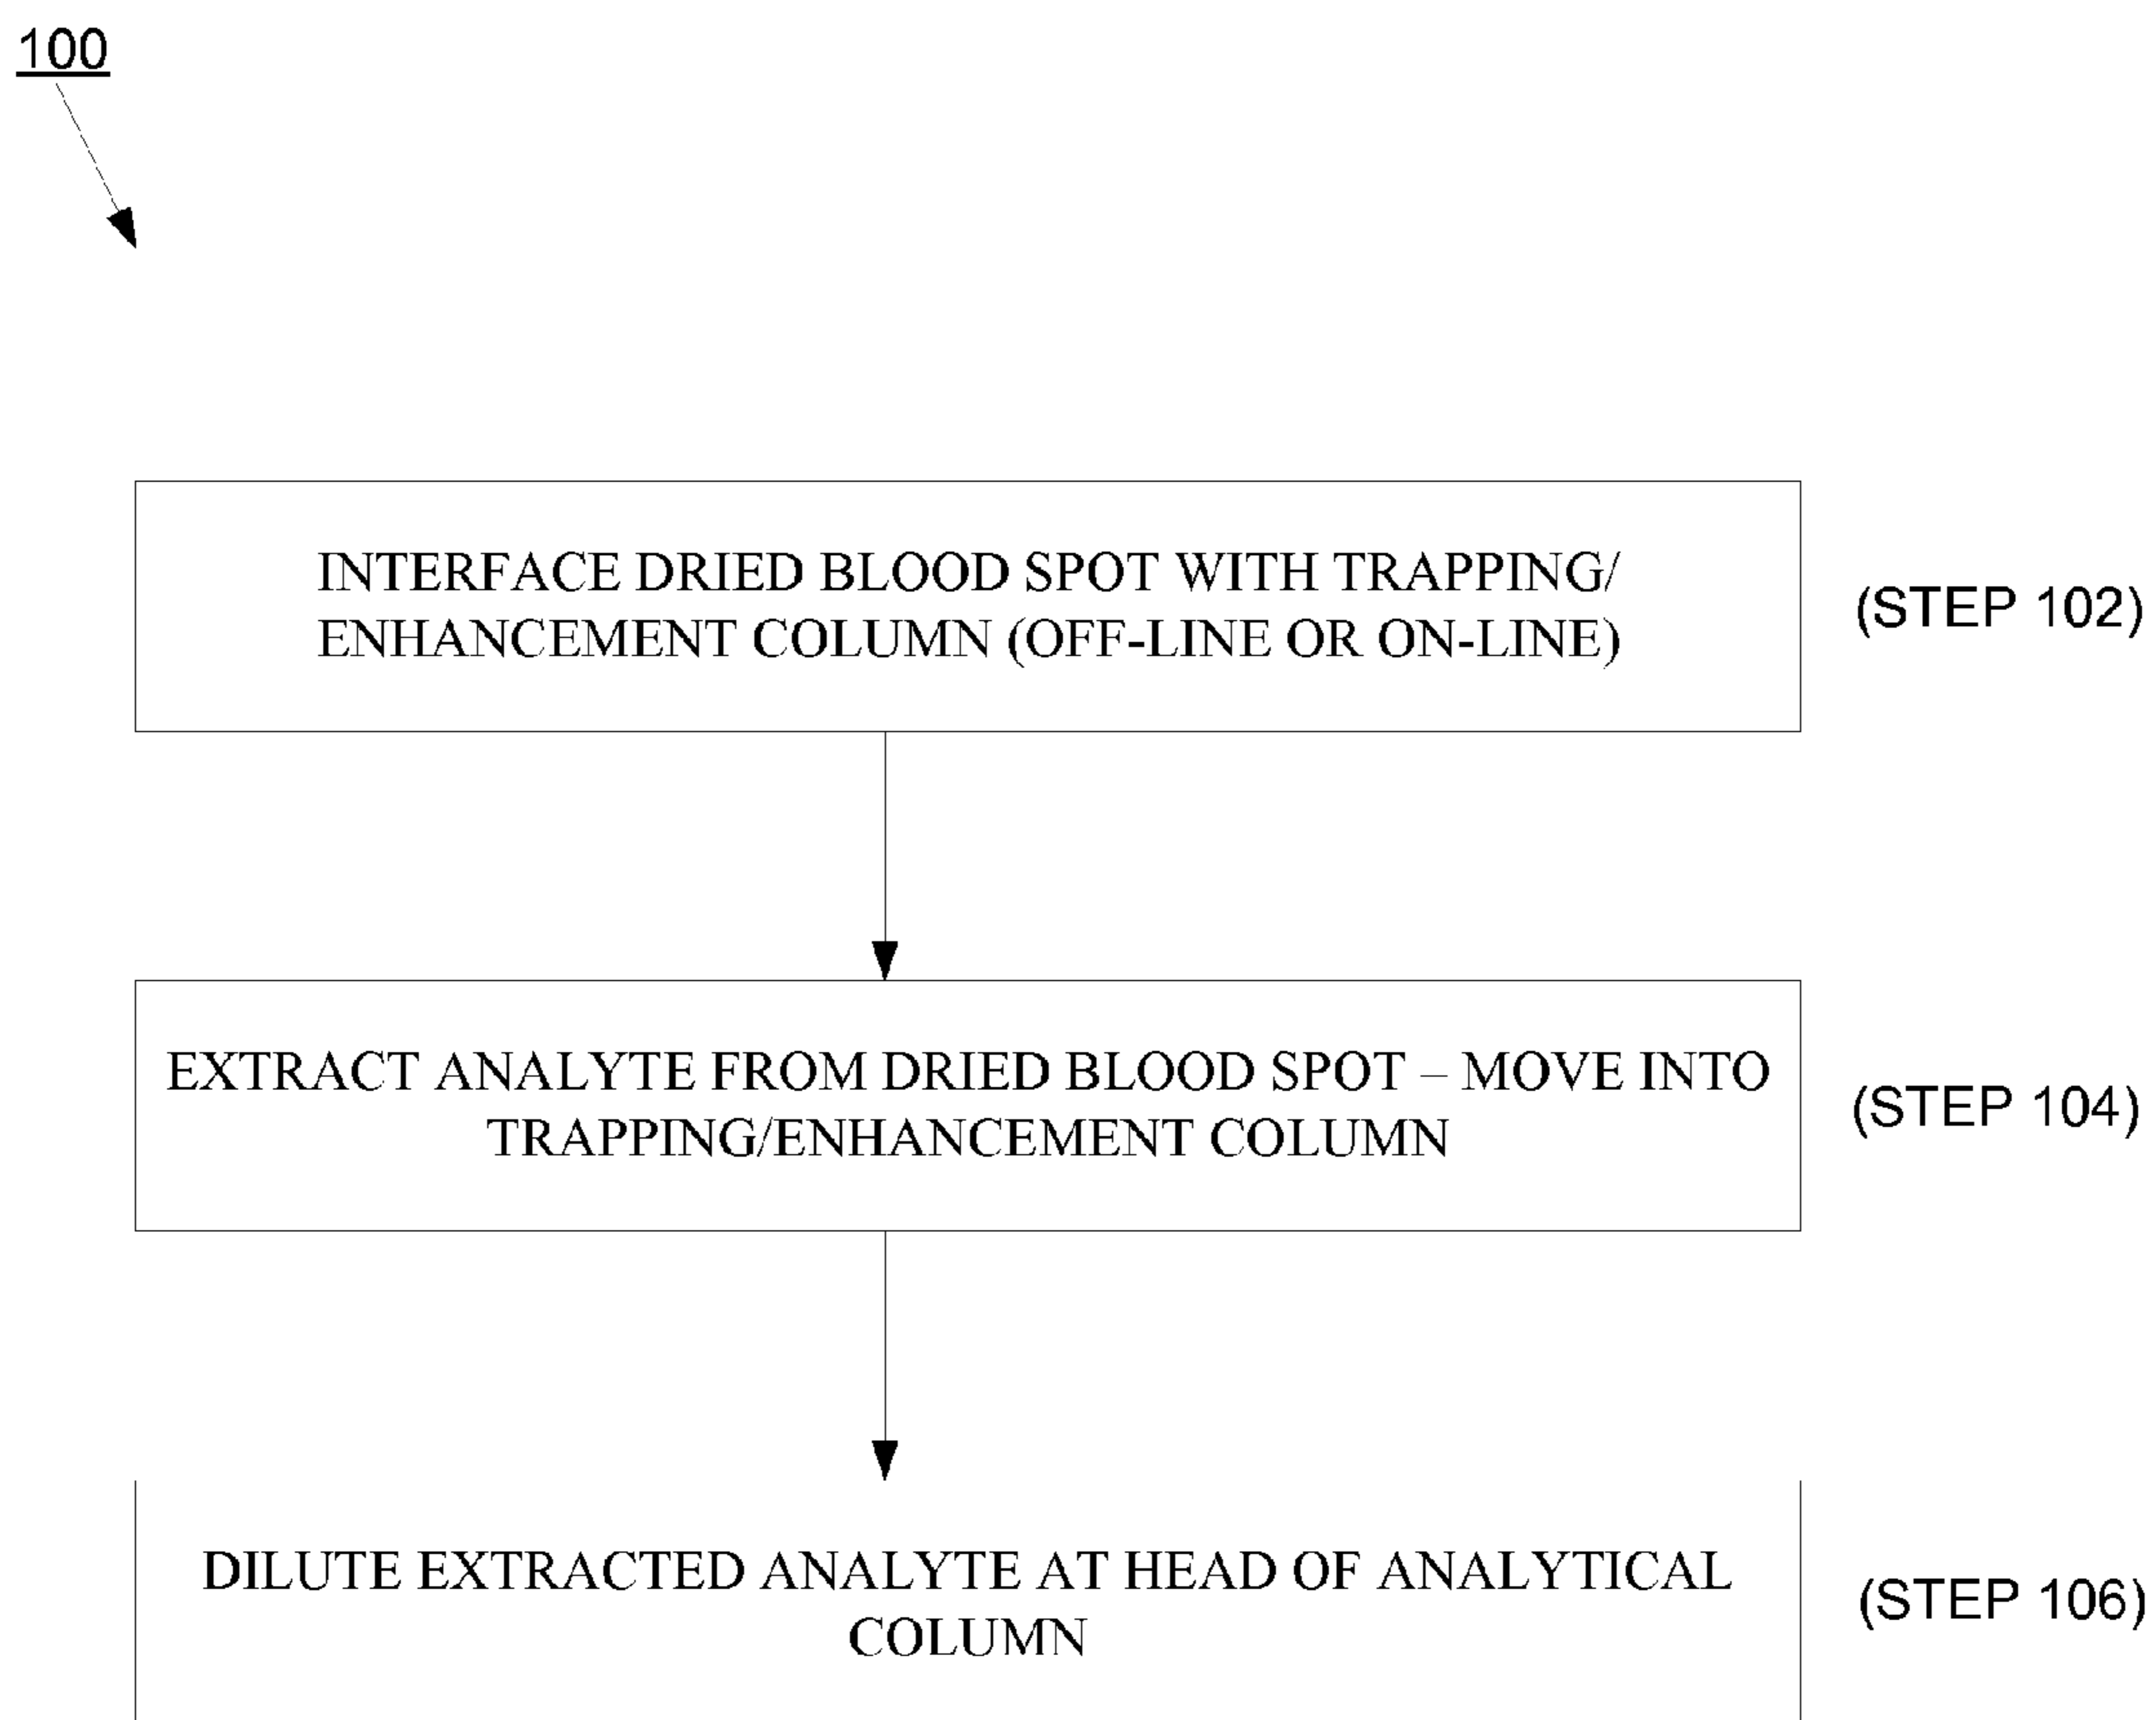 100
INTERFACE DRIED BLOOD SPOT WITH TRAPPING/
ENHANCEMENT COLUMN (OFF-LINE OR ON-LINE)
(STEP 102)
EXTRACT ANALYTE FROM DRIED BLOOD SPOT – MOVE INTO
TRAPPING/ENHANCEMENT COLUMN
(STEP 104)
DILUTE EXTRACTED ANALYTE AT HEAD OF ANALYTICAL
COLUMN
(STEP 106)